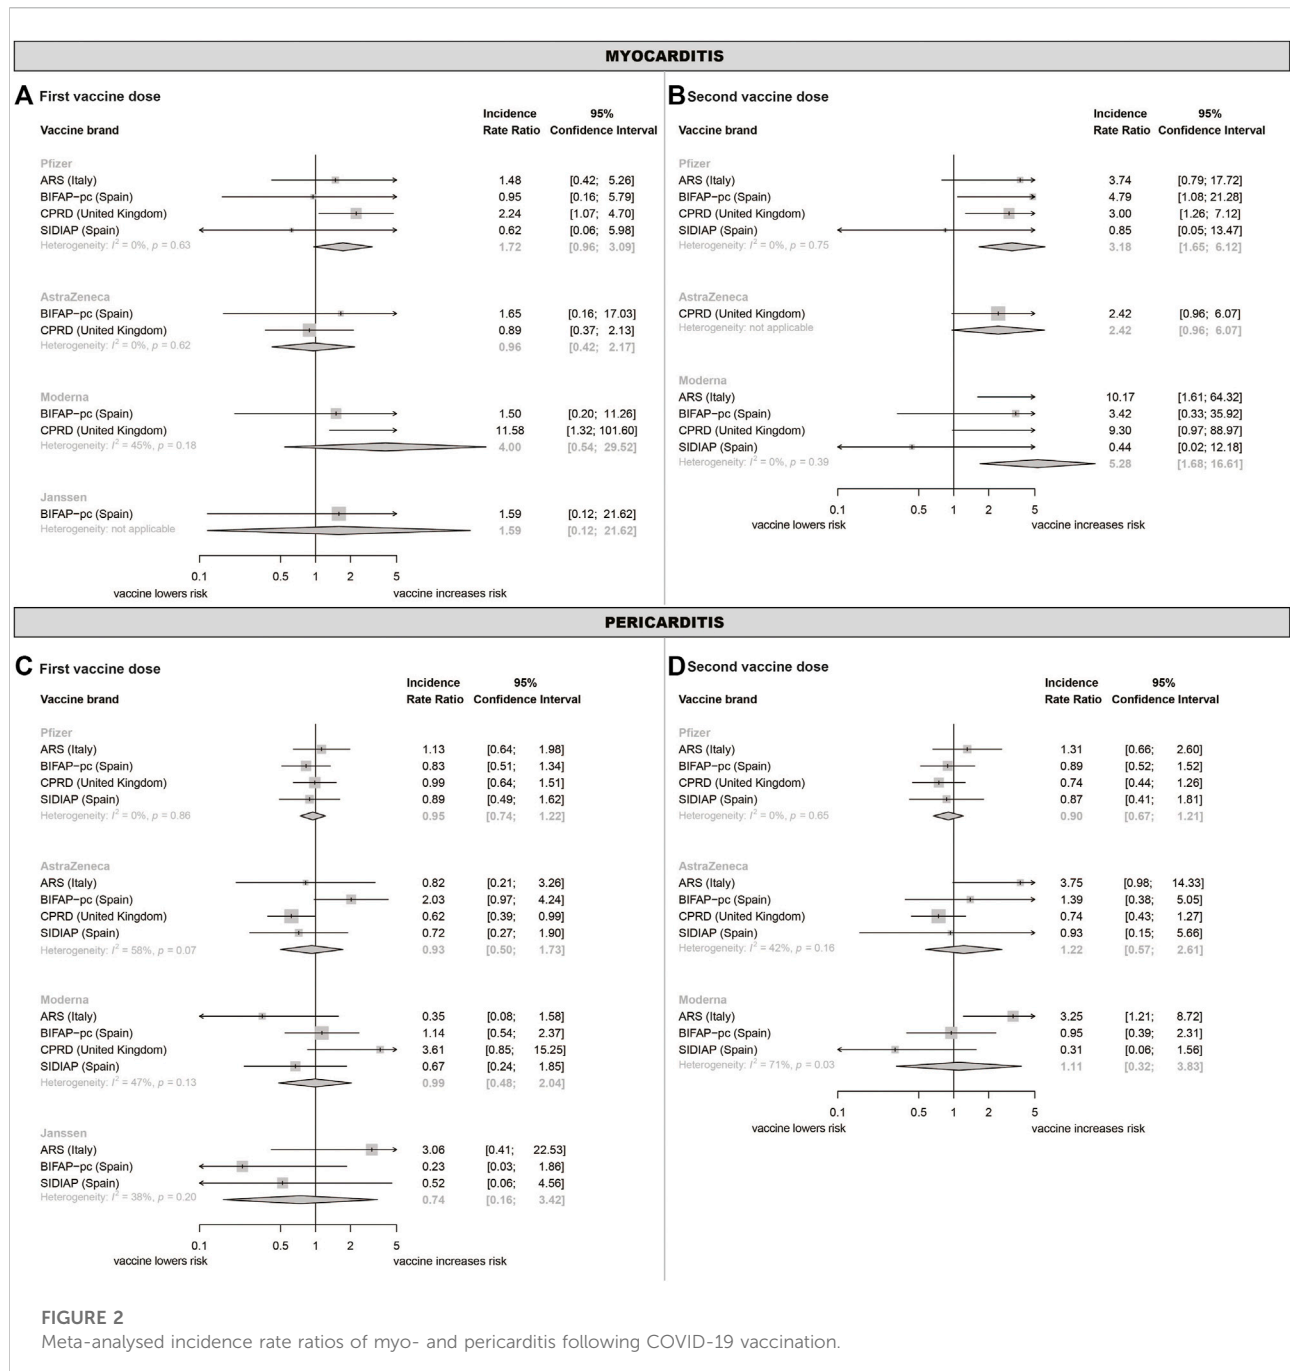 MYOCARDITIS
A First vaccine dose
Incidence 95%
Vaccine brand Rate Ratio Confidence Interval
Pfizer
ARS (Italy) 1.48 [0.42; 5.26]
BIFAP−pc (Spain) 0.95 [0.16; 5.79]
CPRD (United Kingdom) 2.24 [1.07; 4.70]
SIDIAP (Spain) 0.62 [0.06; 5.98]
Heterogeneity: I² = 0%, p = 0.63 1.72 [0.96; 3.09]
AstraZeneca
BIFAP−pc (Spain) 1.65 [0.16; 17.03]
CPRD (United Kingdom) 0.89 [0.37; 2.13]
Heterogeneity: I² = 0%, p = 0.62 0.96 [0.42; 2.17]
Moderna
BIFAP−pc (Spain) 1.50 [0.20; 11.26]
CPRD (United Kingdom) 11.58 [1.32; 101.60]
Heterogeneity: I² = 45%, p = 0.18 4.00 [0.54; 29.52]
Janssen
BIFAP−pc (Spain) 1.59 [0.12; 21.62]
Heterogeneity: not applicable 1.59 [0.12; 21.62]
0.1 0.5 1 2 5
vaccine lowers risk vaccine increases risk
B Second vaccine dose
Incidence 95%
Vaccine brand Rate Ratio Confidence Interval
Pfizer
ARS (Italy) 3.74 [0.79; 17.72]
BIFAP−pc (Spain) 4.79 [1.08; 21.28]
CPRD (United Kingdom) 3.00 [1.26; 7.12]
SIDIAP (Spain) 0.85 [0.05; 13.47]
Heterogeneity: I² = 0%, p = 0.75 3.18 [1.65; 6.12]
AstraZeneca
CPRD (United Kingdom) 2.42 [0.96; 6.07]
Heterogeneity: not applicable 2.42 [0.96; 6.07]
Moderna
ARS (Italy) 10.17 [1.61; 64.32]
BIFAP−pc (Spain) 3.42 [0.33; 35.92]
CPRD (United Kingdom) 9.30 [0.97; 88.97]
SIDIAP (Spain) 0.44 [0.02; 12.18]
Heterogeneity: I² = 0%, p = 0.39 5.28 [1.68; 16.61]
0.1 0.5 1 2 5
vaccine lowers risk vaccine increases risk
PERICARDITIS
C First vaccine dose
Incidence 95%
Vaccine brand Rate Ratio Confidence Interval
Pfizer
ARS (Italy) 1.13 [0.64; 1.98]
BIFAP−pc (Spain) 0.83 [0.51; 1.34]
CPRD (United Kingdom) 0.99 [0.64; 1.51]
SIDIAP (Spain) 0.89 [0.49; 1.62]
Heterogeneity: I² = 0%, p = 0.86 0.95 [0.74; 1.22]
AstraZeneca
ARS (Italy) 0.82 [0.21; 3.26]
BIFAP−pc (Spain) 2.03 [0.97; 4.24]
CPRD (United Kingdom) 0.62 [0.39; 0.99]
SIDIAP (Spain) 0.72 [0.27; 1.90]
Heterogeneity: I² = 58%, p = 0.07 0.93 [0.50; 1.73]
Moderna
ARS (Italy) 0.35 [0.08; 1.58]
BIFAP−pc (Spain) 1.14 [0.54; 2.37]
CPRD (United Kingdom) 3.61 [0.85; 15.25]
SIDIAP (Spain) 0.67 [0.24; 1.85]
Heterogeneity: I² = 47%, p = 0.13 0.99 [0.48; 2.04]
Janssen
ARS (Italy) 3.06 [0.41; 22.53]
BIFAP−pc (Spain) 0.23 [0.03; 1.86]
SIDIAP (Spain) 0.52 [0.06; 4.56]
Heterogeneity: I² = 38%, p = 0.20 0.74 [0.16; 3.42]
0.1 0.5 1 2 5
vaccine lowers risk vaccine increases risk
D Second vaccine dose
Incidence 95%
Vaccine brand Rate Ratio Confidence Interval
Pfizer
ARS (Italy) 1.31 [0.66; 2.60]
BIFAP−pc (Spain) 0.89 [0.52; 1.52]
CPRD (United Kingdom) 0.74 [0.44; 1.26]
SIDIAP (Spain) 0.87 [0.41; 1.81]
Heterogeneity: I² = 0%, p = 0.65 0.90 [0.67; 1.21]
AstraZeneca
ARS (Italy) 3.75 [0.98; 14.33]
BIFAP−pc (Spain) 1.39 [0.38; 5.05]
CPRD (United Kingdom) 0.74 [0.43; 1.27]
SIDIAP (Spain) 0.93 [0.15; 5.66]
Heterogeneity: I² = 42%, p = 0.16 1.22 [0.57; 2.61]
Moderna
ARS (Italy) 3.25 [1.21; 8.72]
BIFAP−pc (Spain) 0.95 [0.39; 2.31]
SIDIAP (Spain) 0.31 [0.06; 1.56]
Heterogeneity: I² = 71%, p = 0.03 1.11 [0.32; 3.83]
0.1 0.5 1 2 5
vaccine lowers risk vaccine increases risk
FIGURE 2
Meta-analysed incidence rate ratios of myo- and pericarditis following COVID-19 vaccination.